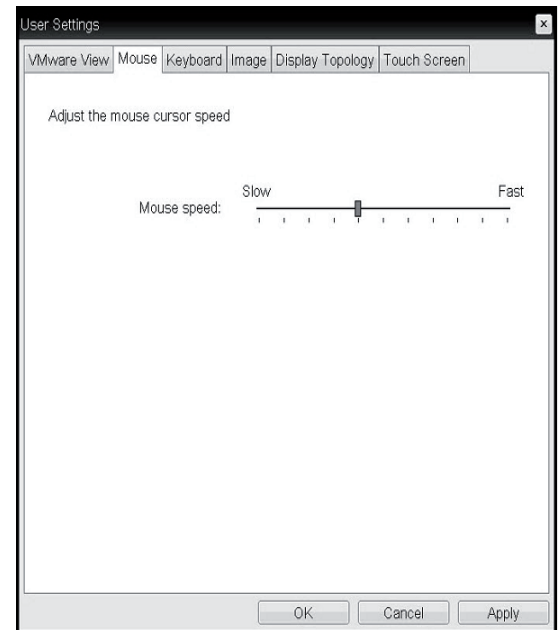 User Settings
VMware View Mouse Keyboard Image Display Topology Touch Screen
Adjust the mouse cursor speed
Slow Fast
Mouse speed:
OK Cancel Apply